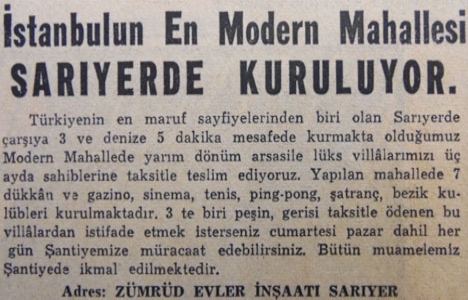 İstanbulun En Modern Mahallesi
SARIYERDE KURULUYOR.
Türkiyenin en maruf sayfiyelerinden biri olan Sarıyerde
çarşıya 3 ve denize 5 dakika mesafede kurmakta olduğumuz
Modern Mahallede yarım dönüm arsasile lüks villâlarımızı üç
ayda sahiblerine taksitle teslim ediyoruz. Yapılan mahallede 7
dükkân ve gazino, sinema, tenis, ping-pong, şatranç, bezik ku-
lübleri kurulmaktadır. 3 te biri peşin, gerisi taksitle ödenen bu
villâlardan istifade etmek isterseniz cumartesi pazar dahil her
gün Şantiyemize müracaat edebilirsiniz. Bütün muamelemiz
Şantiyede ikmal edilmektedir.
Adres: ZÜMRÜD EVLER İNŞAATI SARIYER